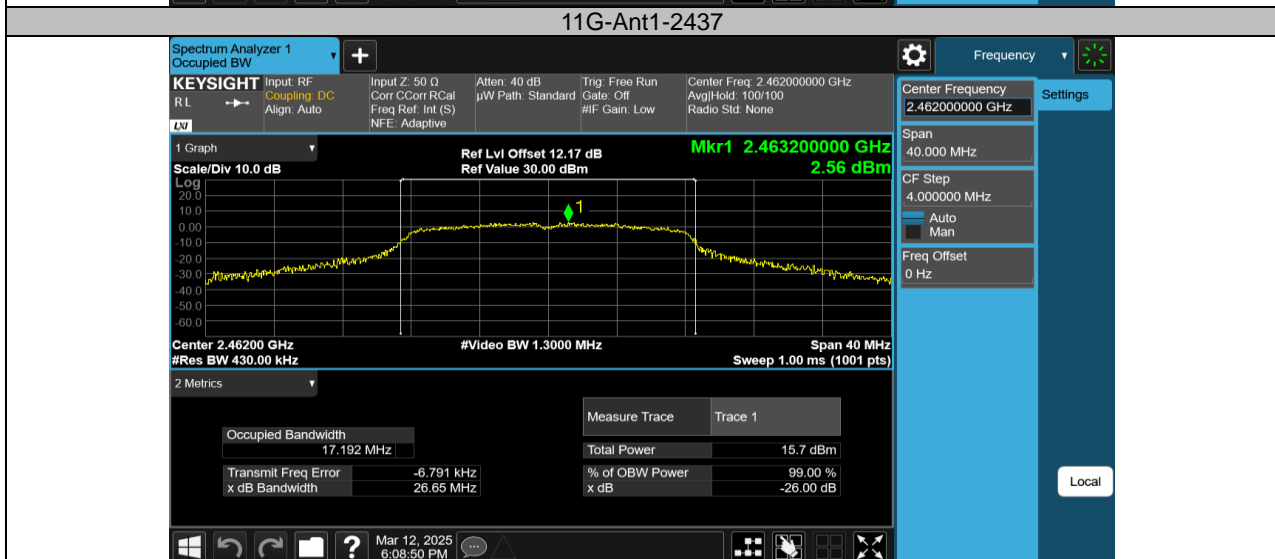 11G-Ant1-2437
Spectrum Analyzer 1
Occupied BW
Frequency
KEYSIGHT
R L
LXI
Input: RF
Coupling: DC
Align: Auto
Input Z: 50 Ω
Corr CCorr RCal
Freq Ref: Int (S)
NFE: Adaptive
Atten: 40 dB
µW Path: Standard
Trig: Free Run
Gate: Off
#IF Gain: Low
Center Freq: 2.462000000 GHz
Avg|Hold: 100/100
Radio Std: None
Center Frequency
2.462000000 GHz
Settings
Span
40.000 MHz
CF Step
4.000000 MHz
Auto
Man
Freq Offset
0 Hz
1 Graph
Scale/Div 10.0 dB
Ref Lvl Offset 12.17 dB
Ref Value 30.00 dBm
Mkr1 2.463200000 GHz
2.56 dBm
Log
20.0
10.0
0.00
-10.0
-20.0
-30.0
-40.0
-50.0
-60.0
1
Center 2.46200 GHz
#Res BW 430.00 kHz
#Video BW 1.3000 MHz
Span 40 MHz
Sweep 1.00 ms (1001 pts)
2 Metrics
Measure Trace Trace 1
Occupied Bandwidth
17.192 MHz
Total Power 15.7 dBm
Transmit Freq Error -6.791 kHz
% of OBW Power 99.00 %
x dB Bandwidth 26.65 MHz
x dB -26.00 dB
Local
?
Mar 12, 2025
6:08:50 PM